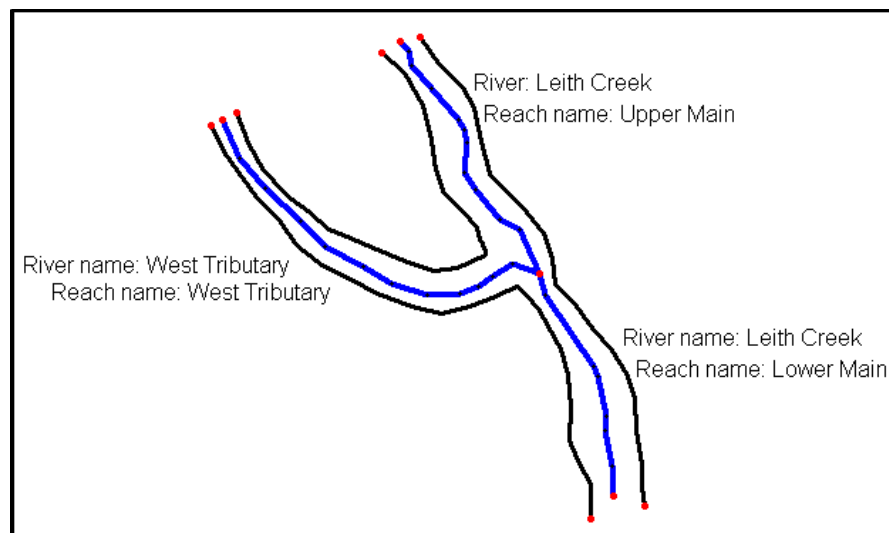 River: Leith Creek
Reach name: Upper Main
River name: West Tributary
Reach name: West Tributary
River name: Leith Creek
Reach name: Lower Main